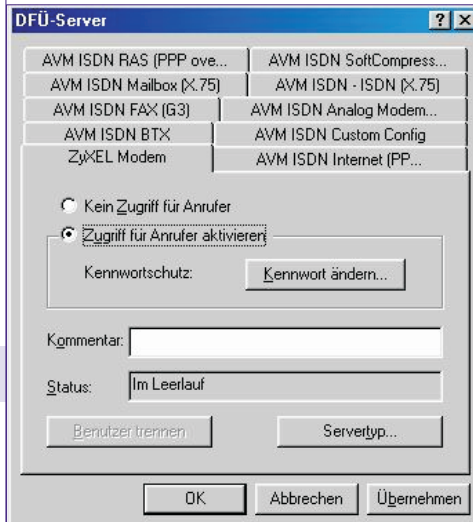 DFÜ-Server
AVM ISDN RAS (PPP ove...
AVM ISDN SoftCompress...
AVM ISDN Mailbox (X.75)
AVM ISDN - ISDN (X.75)
AVM ISDN FAX (G3)
AVM ISDN Analog Modem...
AVM ISDN BTX
AVM ISDN Custom Config
ZyXEL Modem
AVM ISDN Internet (PP...
Kein Zugriff für Anrufer
Zugriff für Anrufer aktivieren
Kennwortschutz:
Kennwort ändern...
Kommentar:
Status:
Im Leerlauf
Benutzer trennen
Servertyp...
OK
Abbrechen
Übernehmen